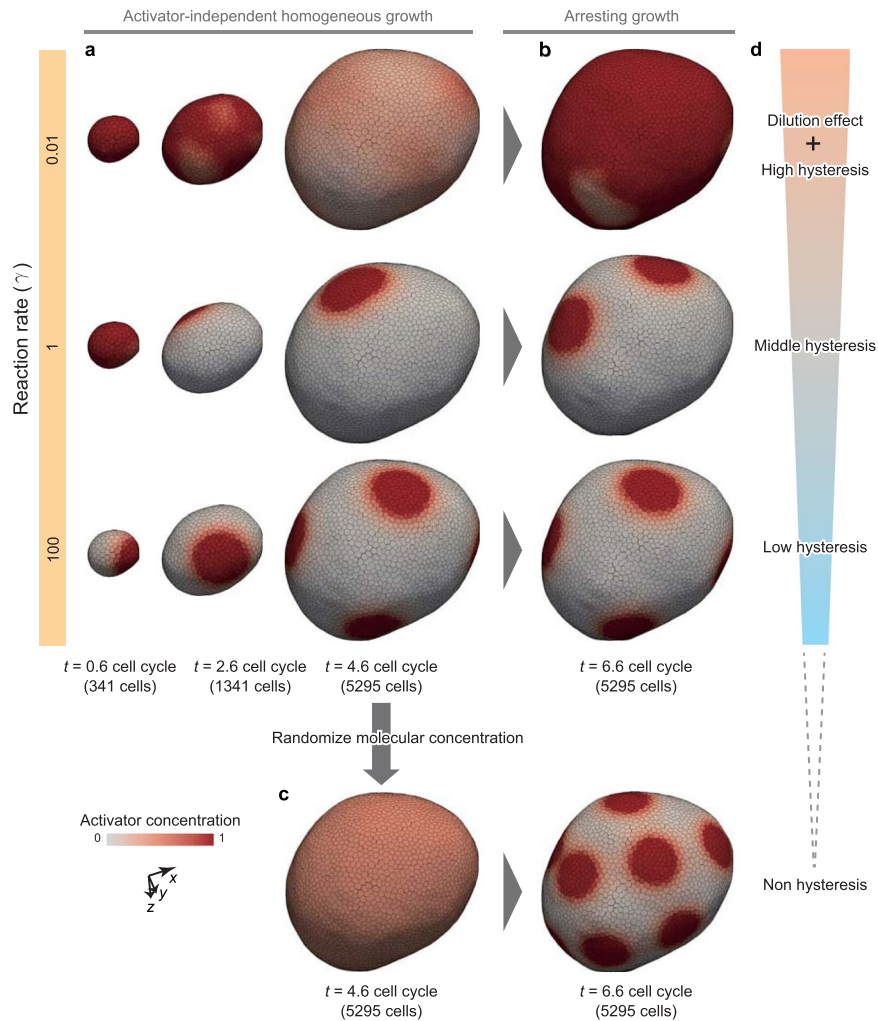 Activator-independent homogeneous growth
Arresting growth
a
b
d
Reaction rate (γ)
0.01
1
100
Dilution effect
+
High hysteresis
Middle hysteresis
Low hysteresis
t = 0.6 cell cycle
(341 cells)
t = 2.6 cell cycle
(1341 cells)
t = 4.6 cell cycle
(5295 cells)
t = 6.6 cell cycle
(5295 cells)
Randomize molecular concentration
c
Activator concentration
0 1
x
y
z
Non hysteresis
t = 4.6 cell cycle
(5295 cells)
t = 6.6 cell cycle
(5295 cells)